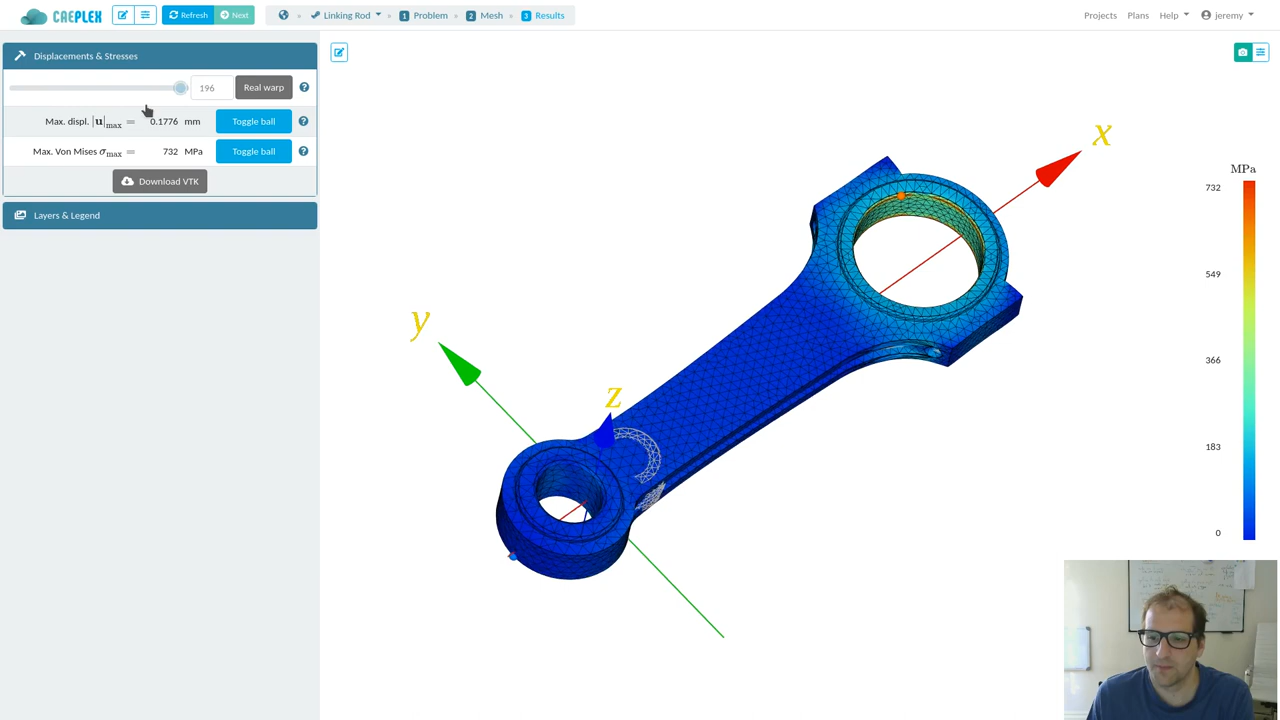 CAEPLEX Refresh Next Linking Rod 1 Problem 2 Mesh 3 Results Projects Plans Help jeremy
Displacements & Stresses
196 Real warp ?
Max. displ. |u|max = 0.1776 mm Toggle ball ?
Max. Von Mises σmax = 732 MPa Toggle ball ?
Download VTK
Layers & Legend
x
y
z
MPa
732
549
366
183
0